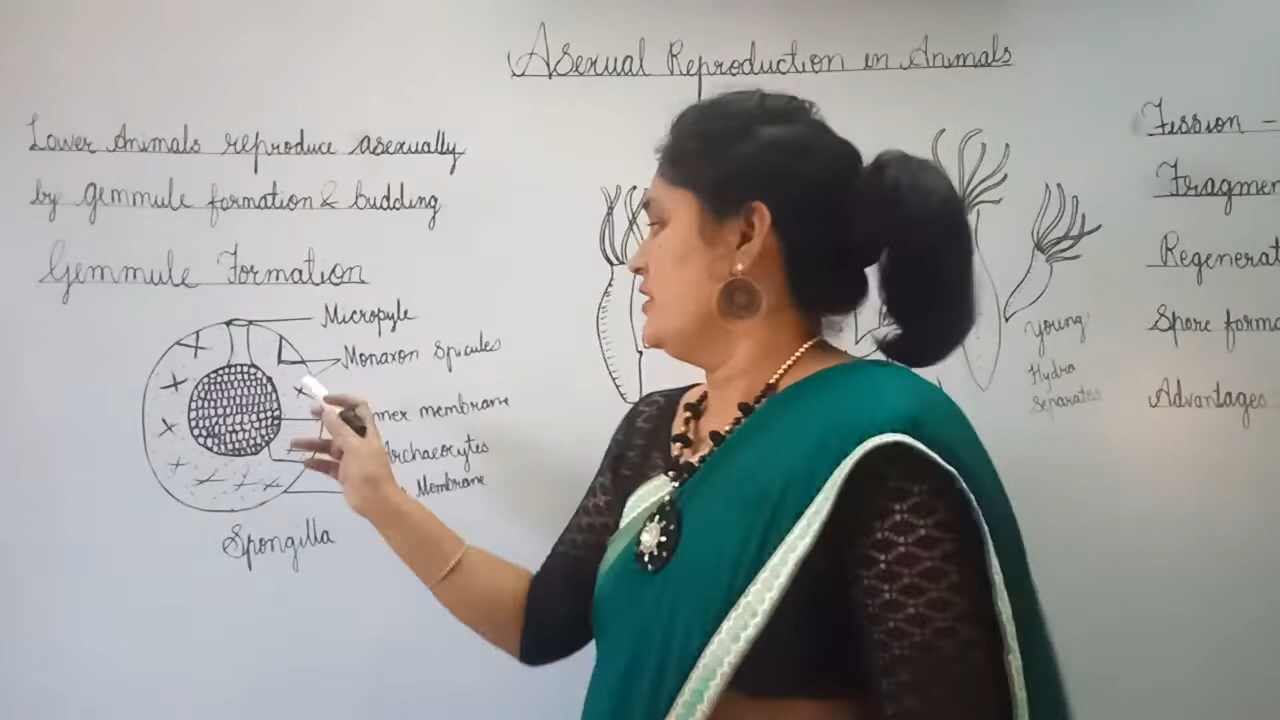 Asexual Reproduction in Animals
Lower Animals reproduce asexually
by gemmule formation & budding
Gemmule Formation
Micropyle
Monaxon Spicules
membrane
Archaeocytes
Membrane
Spongilla
young
Hydra
Separates
Fission -
Regenerat
Spore forma
Advantages